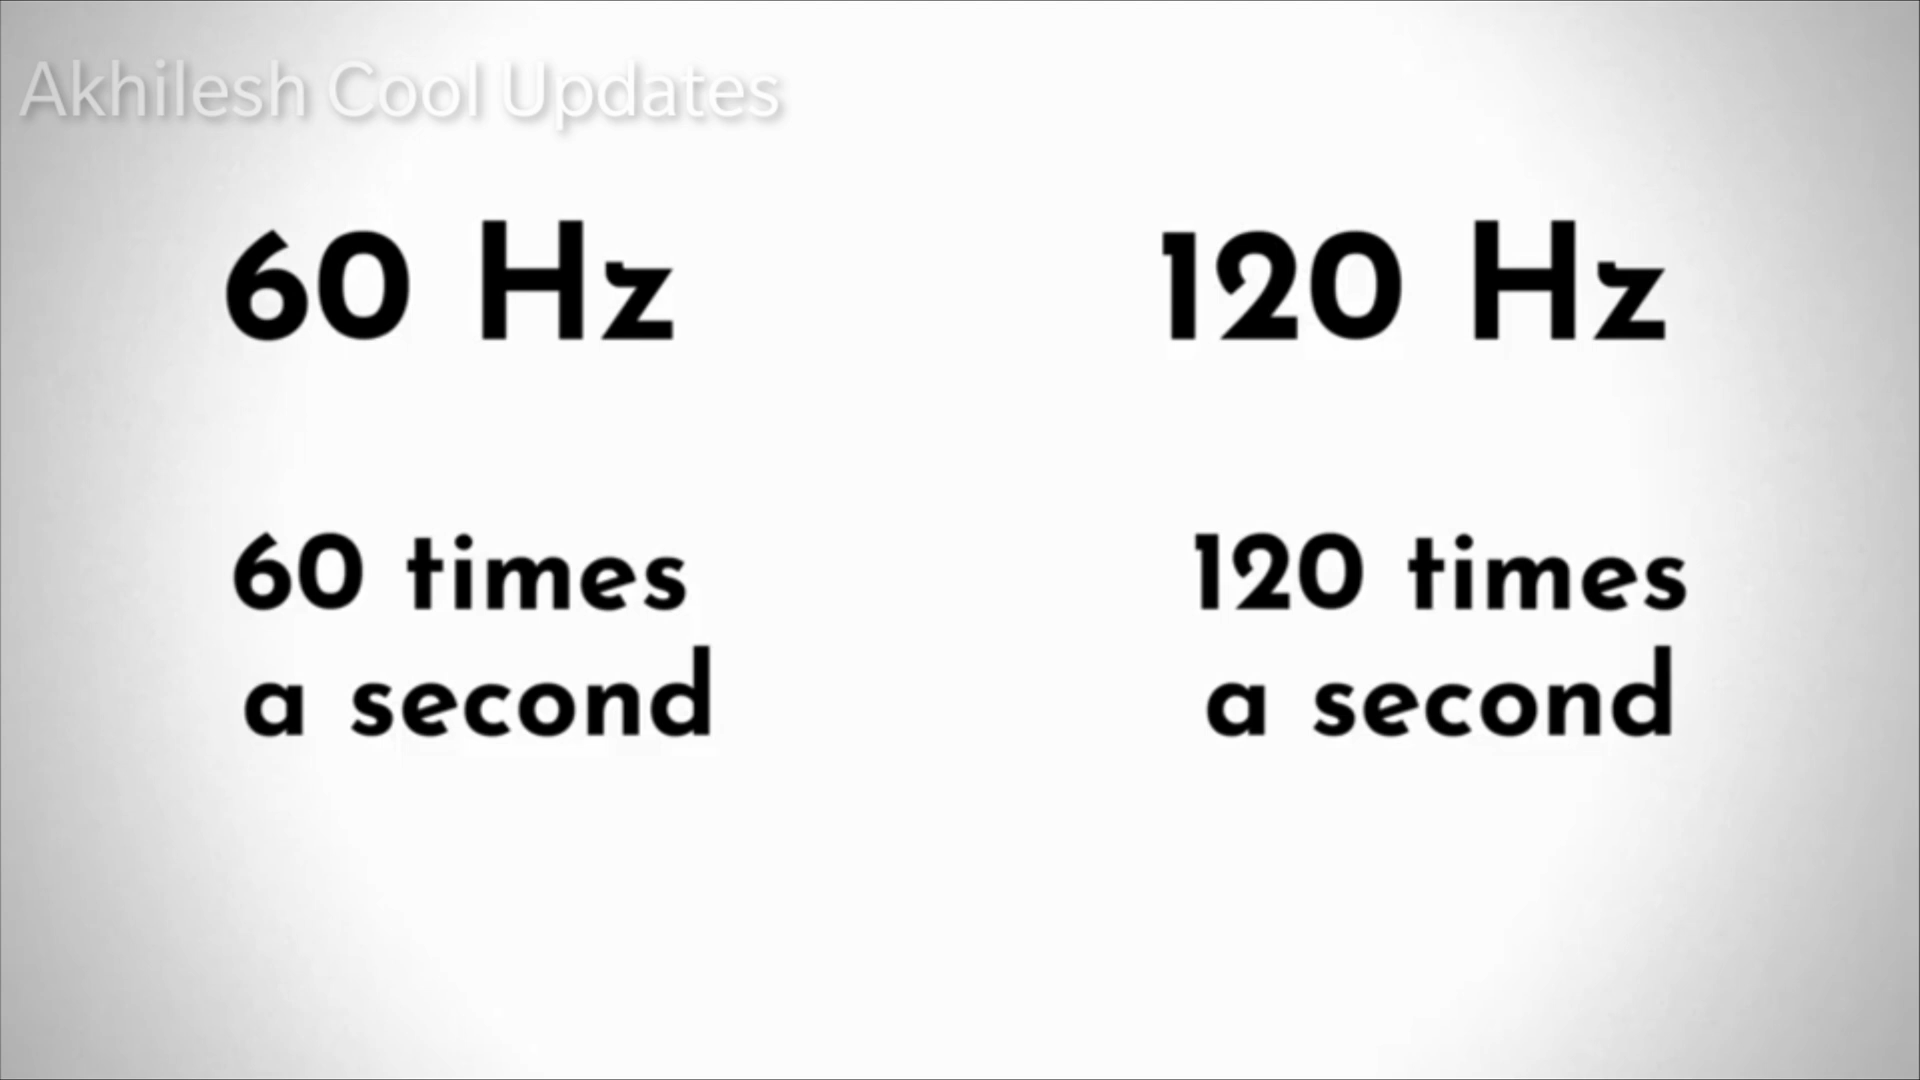 Akhilesh Cool Updates
60 Hz
120 Hz
60 times
a second
120 times
a second